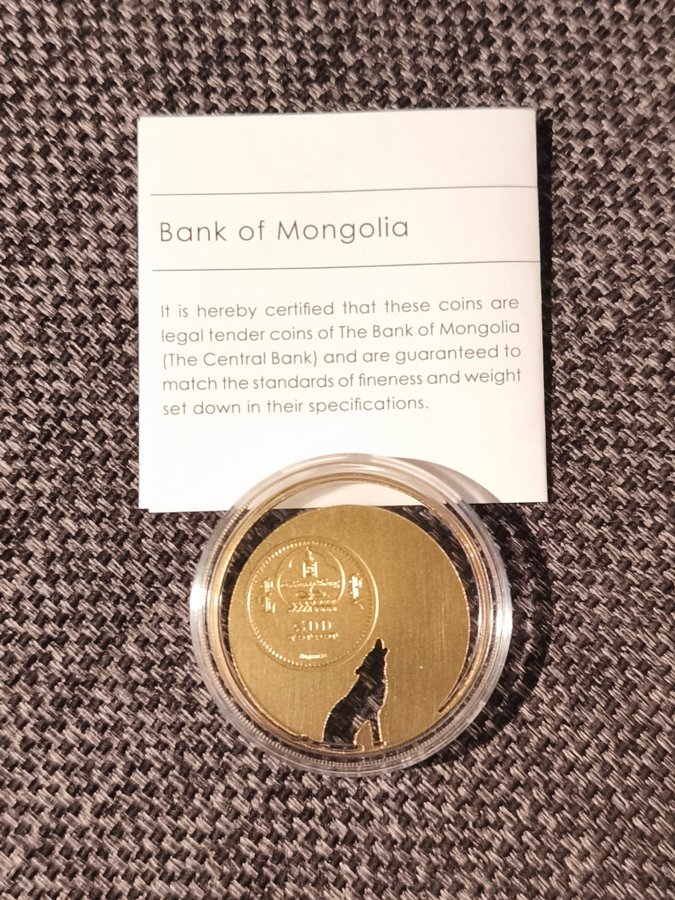 Bank of Mongolia
It is hereby certified that these coins are
legal tender coins of The Bank of Mongolia
(The Central Bank) and are guaranteed to
match the standards of fineness and weight
set down in their specifications.
500